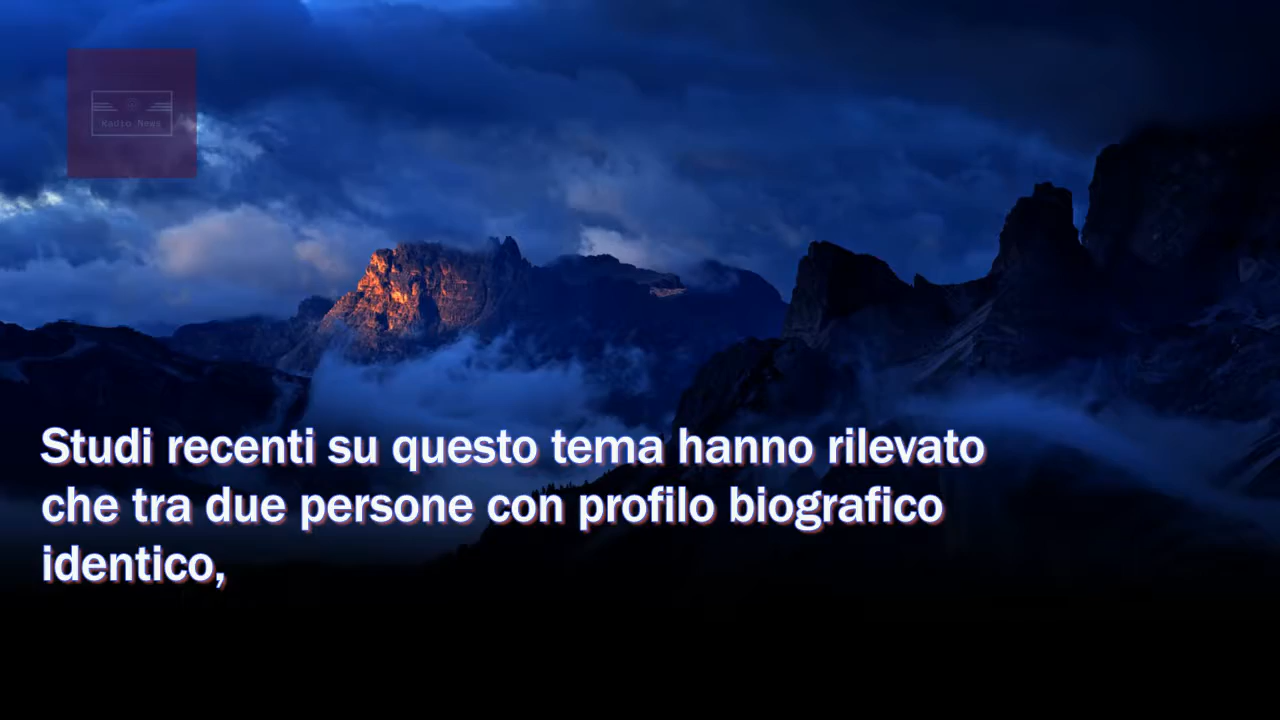 Radio News
Studi recenti su questo tema hanno rilevato
che tra due persone con profilo biografico
identico,